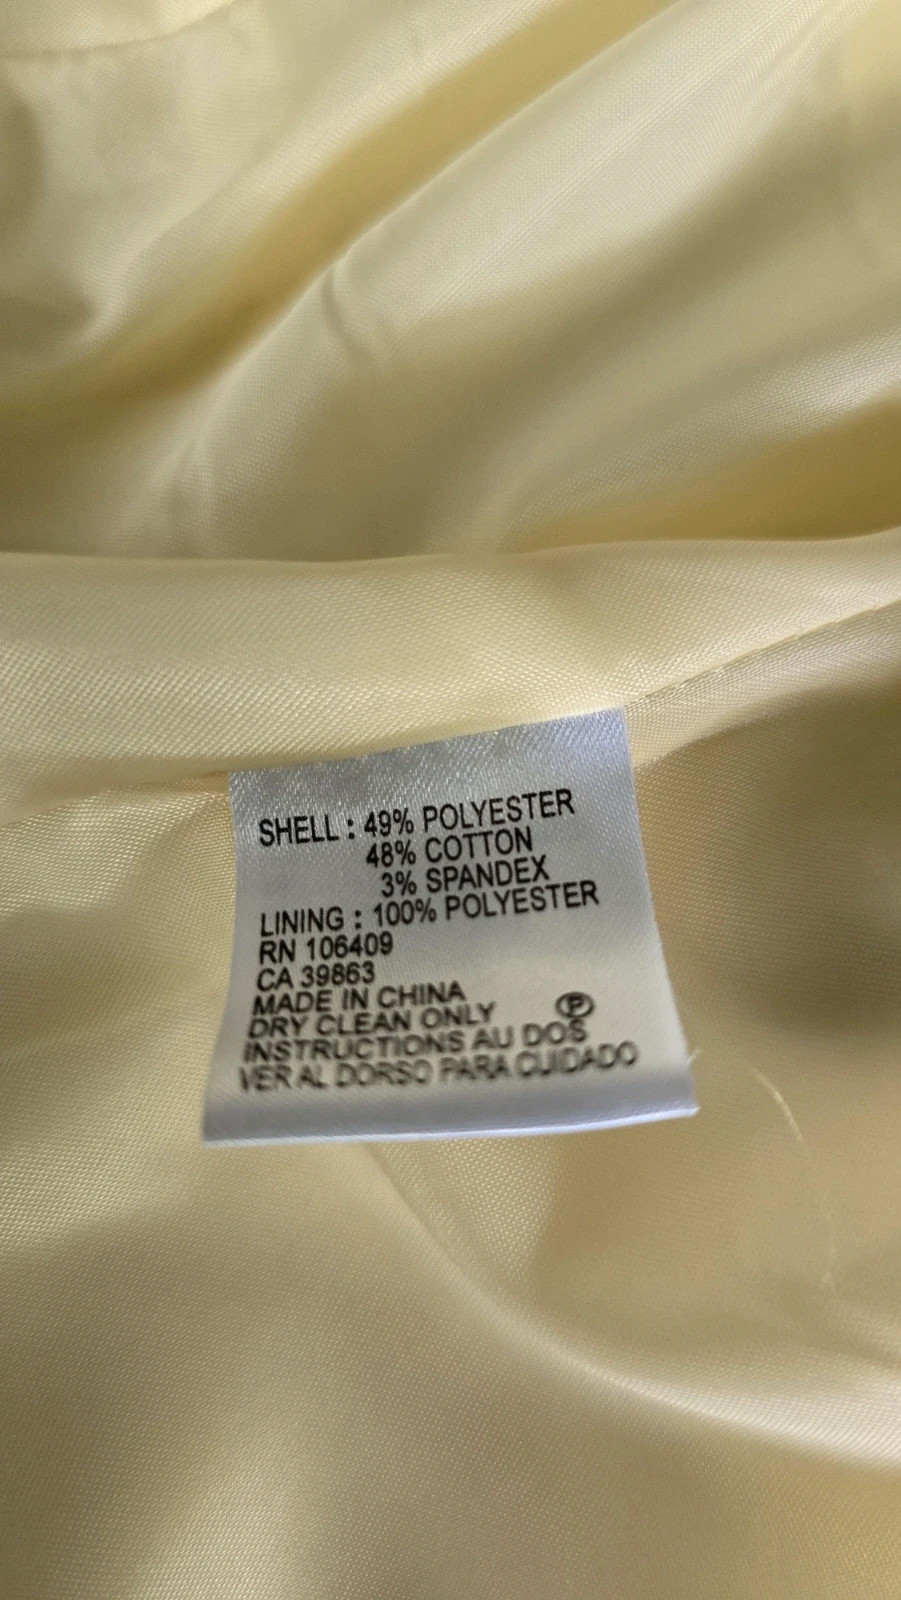 SHELL : 49% POLYESTER
48% COTTON
3% SPANDEX
LINING : 100% POLYESTER
RN 106409
CA 39863
MADE IN CHINA
DRY CLEAN ONLY Ⓟ
INSTRUCTIONS AU DOS
VER AL DORSO PARA CUIDADO